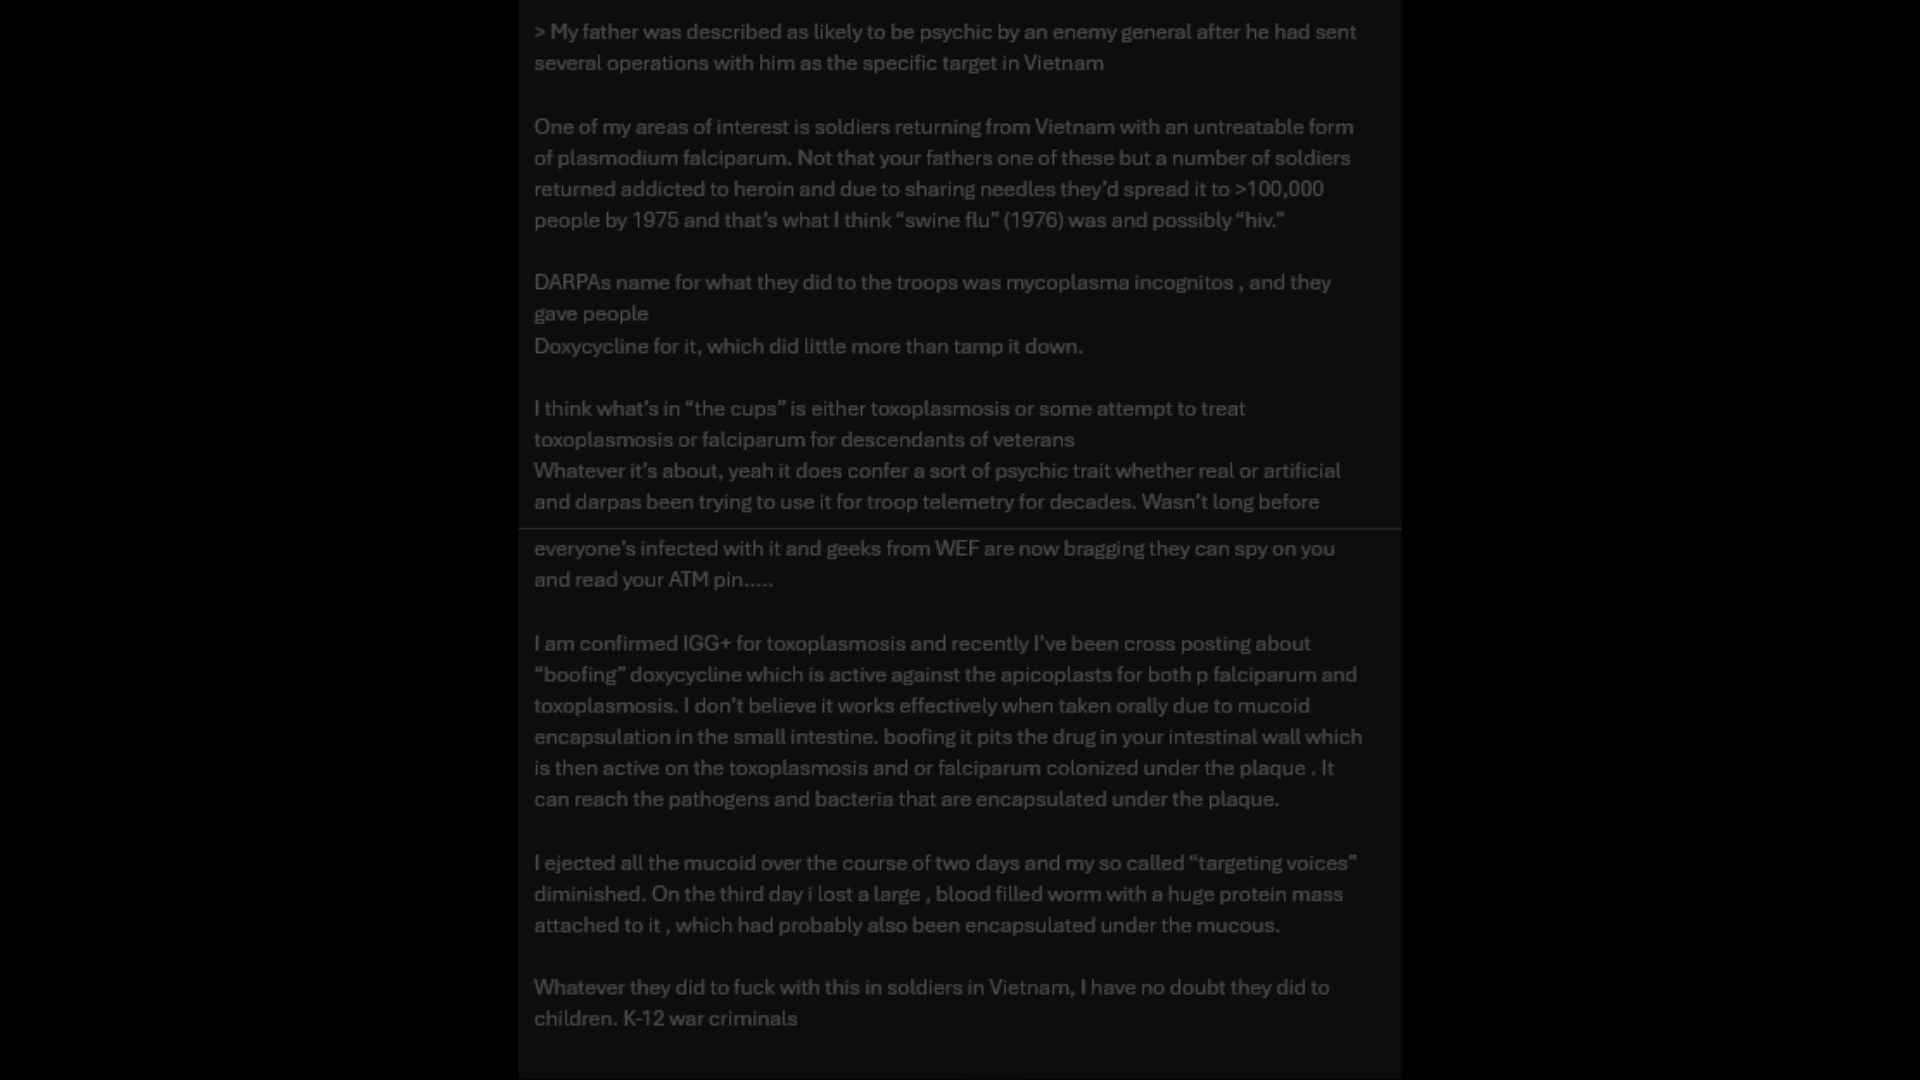 > My father was described as likely to be psychic by an enemy general after he had sent
several operations with him as the specific target in Vietnam
One of my areas of interest is soldiers returning from Vietnam with an untreatable form
of plasmodium falciparum. Not that your fathers one of these but a number of soldiers
returned addicted to heroin and due to sharing needles they’d spread it to >100,000
people by 1975 and that’s what I think “swine flu” (1976) was and possibly “hiv.”
DARPAs name for what they did to the troops was mycoplasma incognitos , and they
gave people
Doxycycline for it, which did little more than tamp it down.
I think what’s in “the cups” is either toxoplasmosis or some attempt to treat
toxoplasmosis or falciparum for descendants of veterans
Whatever it’s about, yeah it does confer a sort of psychic trait whether real or artificial
and darpas been trying to use it for troop telemetry for decades. Wasn’t long before
everyone’s infected with it and geeks from WEF are now bragging they can spy on you
and read your ATM pin.....
I am confirmed IGG+ for toxoplasmosis and recently I’ve been cross posting about
“boofing” doxycycline which is active against the apicoplasts for both p falciparum and
toxoplasmosis. I don’t believe it works effectively when taken orally due to mucoid
encapsulation in the small intestine. boofing it pits the drug in your intestinal wall which
is then active on the toxoplasmosis and or falciparum colonized under the plaque . It
can reach the pathogens and bacteria that are encapsulated under the plaque.
I ejected all the mucoid over the course of two days and my so called “targeting voices”
diminished. On the third day i lost a large , blood filled worm with a huge protein mass
attached to it , which had probably also been encapsulated under the mucous.
Whatever they did to fuck with this in soldiers in Vietnam, I have no doubt they did to
children. K-12 war criminals